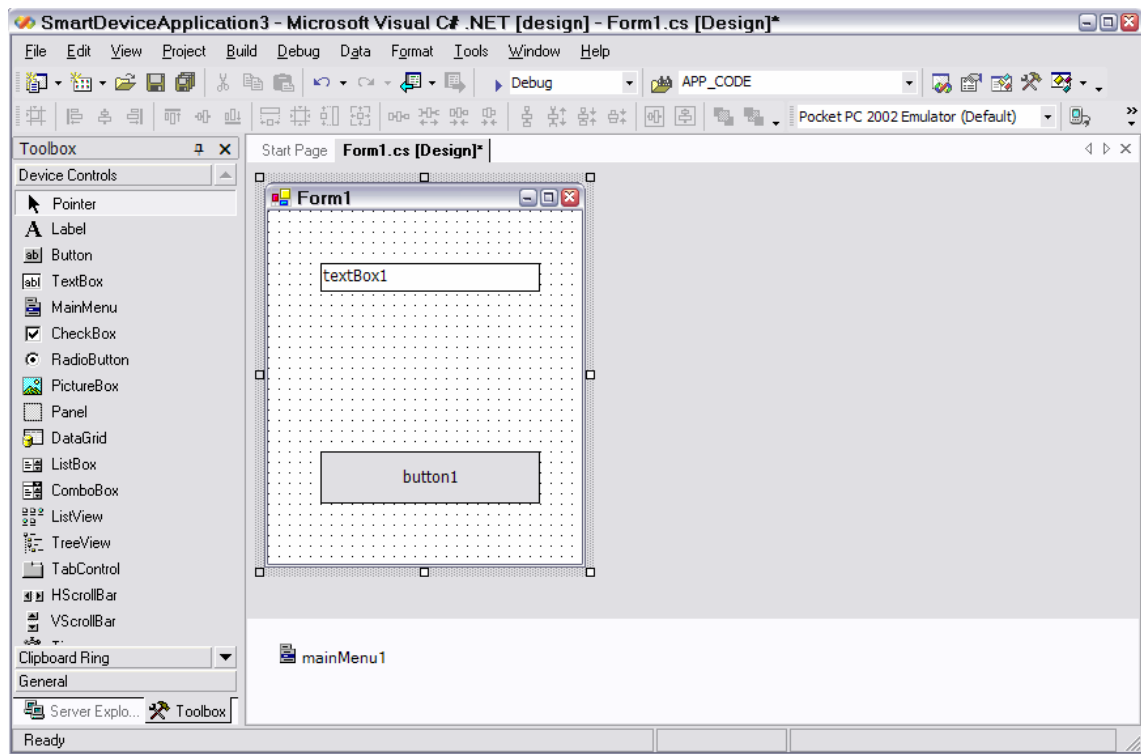 SmartDeviceApplication3 - Microsoft Visual C# .NET [design] - Form1.cs [Design]*
File Edit View Project Build Debug Data Format Tools Window Help
Debug APP_CODE
Pocket PC 2002 Emulator (Default)
Toolbox
Start Page Form1.cs [Design]*
Device Controls
Pointer
Form1
A Label
ab Button
abl TextBox
textBox1
MainMenu
CheckBox
RadioButton
PictureBox
Panel
DataGrid
ListBox
button1
ComboBox
ListView
TreeView
TabControl
HScrollBar
VScrollBar
Clipboard Ring
mainMenu1
General
Server Explo... Toolbox
Ready